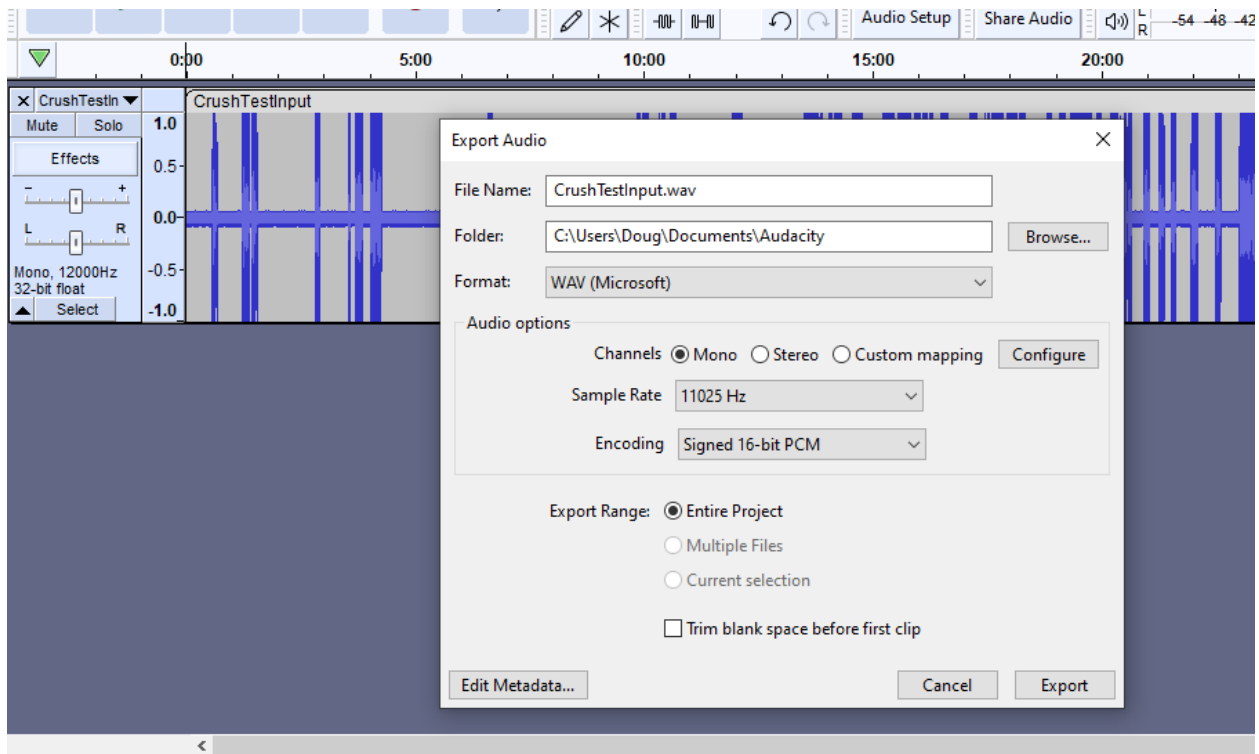 Audio Setup Share Audio L R -54 -48 -42
0:00 5:00 10:00 15:00 20:00
CrushTestIn CrushTestInput
Mute Solo 1.0
Effects
0.5
- +
0.0
L R
Mono, 12000Hz -0.5
32-bit float
Select -1.0
Export Audio
File Name: CrushTestInput.wav
Folder: C:\Users\Doug\Documents\Audacity Browse...
Format: WAV (Microsoft)
Audio options
Channels Mono Stereo Custom mapping Configure
Sample Rate 11025 Hz
Encoding Signed 16-bit PCM
Export Range: Entire Project
Multiple Files
Current selection
Trim blank space before first clip
Edit Metadata... Cancel Export